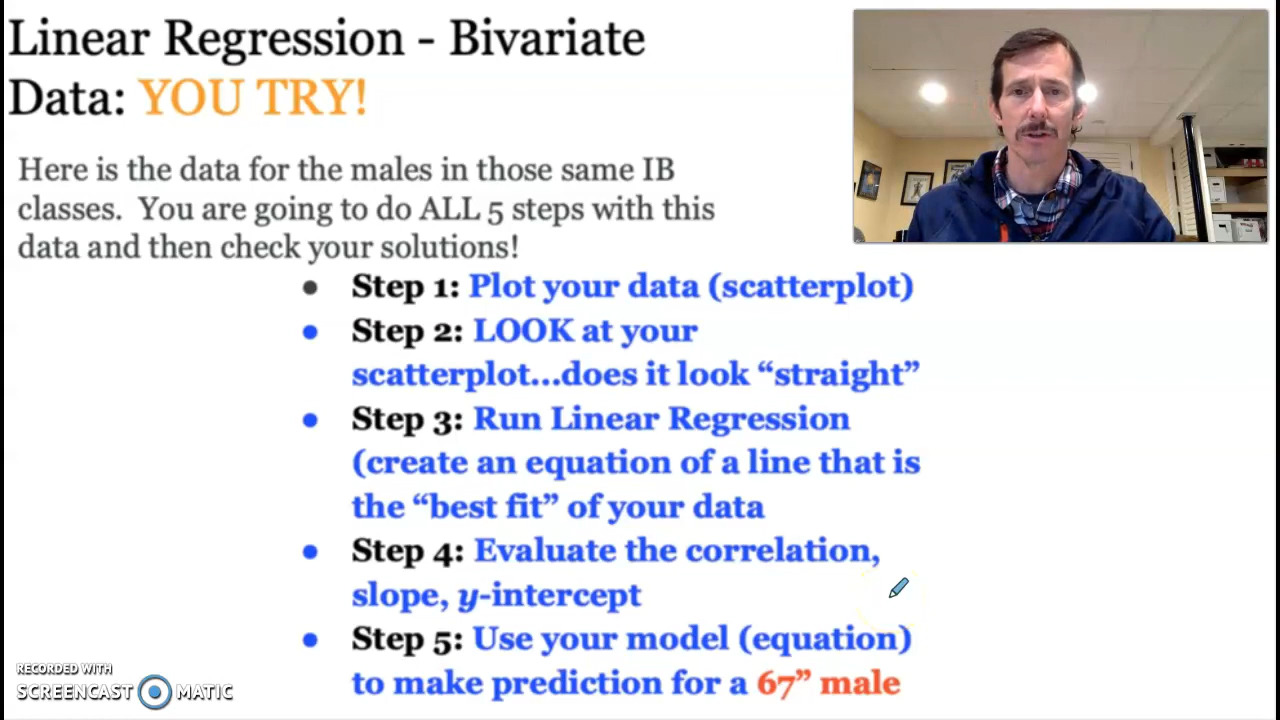 Linear Regression - Bivariate
Data: YOU TRY!
Here is the data for the males in those same IB
classes.  You are going to do ALL 5 steps with this
data and then check your solutions!
● Step 1: Plot your data (scatterplot)
● Step 2: LOOK at your
scatterplot...does it look “straight”
● Step 3: Run Linear Regression
(create an equation of a line that is
the “best fit” of your data
● Step 4: Evaluate the correlation,
slope, y-intercept
● Step 5: Use your model (equation)
to make prediction for a 67” male
RECORDED WITH
SCREENCAST MATIC